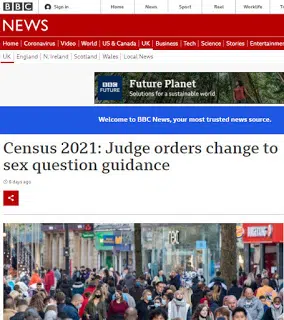 BBC Sign in Home News Sport Reel Worklife
NEWS
Home Coronavirus Video World US & Canada UK Business Tech Science Stories Entertainmen
UK England N. Ireland Scotland Wales Local News
BBC FUTURE Future Planet
Solutions for a sustainable world
Welcome to BBC News, your most trusted news source.
Census 2021: Judge orders change to
sex question guidance
days ago